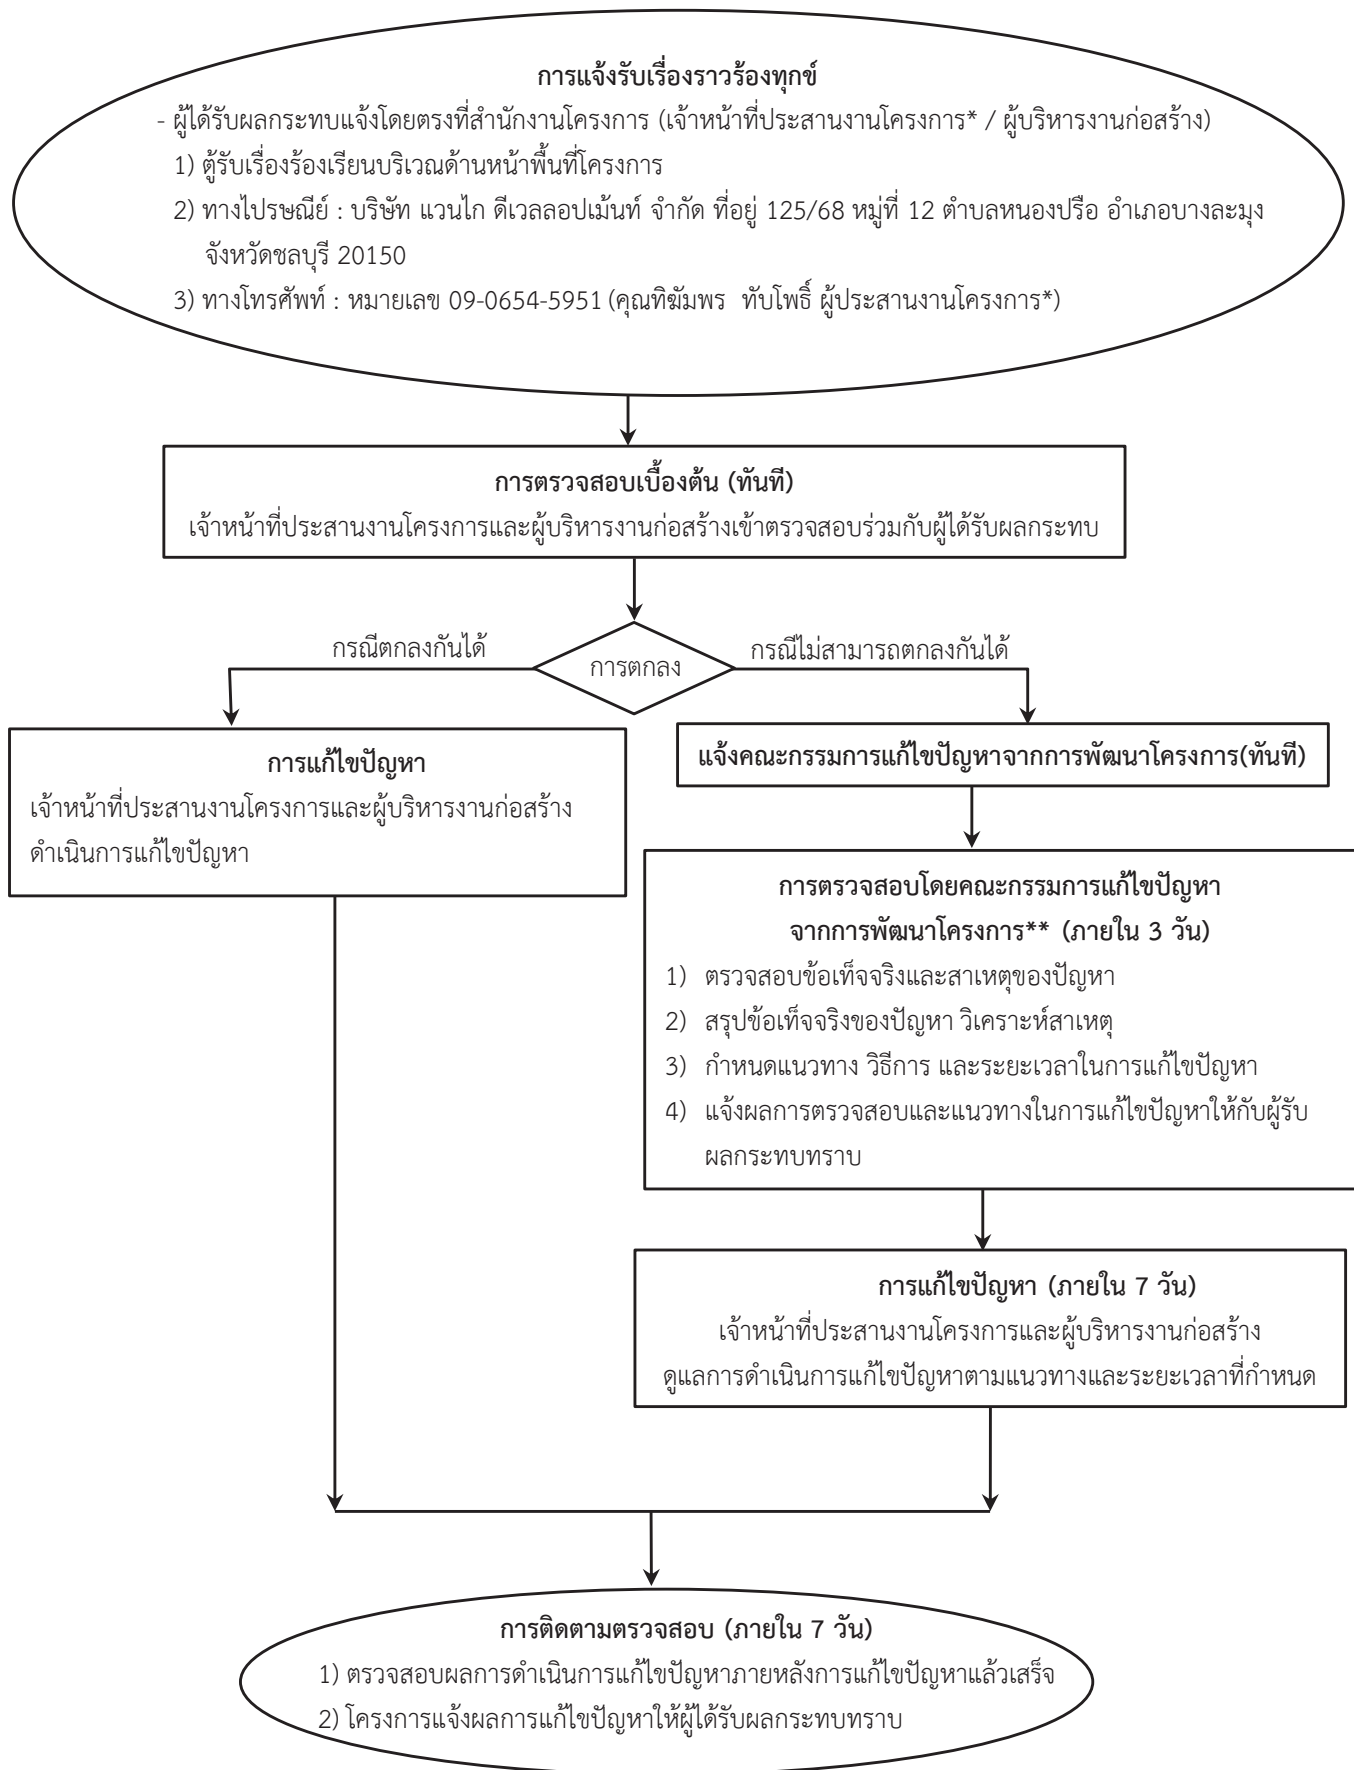 การแจ้งรับเรื่องราวร้องทุกข์
- ผู้ได้รับผลกระทบแจ้งโดยตรงที่สำนักงานโครงการ (เจ้าหน้าที่ประสานงานโครงการ* / ผู้บริหารงานก่อสร้าง)
1) ตู้รับเรื่องร้องเรียนบริเวณด้านหน้าพื้นที่โครงการ
2) ทางไปรษณีย์ : บริษัท แวนไก ดีเวลลอปเม้นท์ จำกัด ที่อยู่ 125/68 หมู่ที่ 12 ตำบลหนองปรือ อำเภอบางละมุง
จังหวัดชลบุรี 20150
3) ทางโทรศัพท์ : หมายเลข 09-0654-5951 (คุณทิฆัมพร ทับโพธิ์ ผู้ประสานงานโครงการ*)
การตรวจสอบเบื้องต้น (ทันที)
เจ้าหน้าที่ประสานงานโครงการและผู้บริหารงานก่อสร้างเข้าตรวจสอบร่วมกับผู้ได้รับผลกระทบ
กรณีตกลงกันได้
การตกลง
กรณีไม่สามารถตกลงกันได้
การแก้ไขปัญหา
เจ้าหน้าที่ประสานงานโครงการและผู้บริหารงานก่อสร้าง
ดำเนินการแก้ไขปัญหา
แจ้งคณะกรรมการแก้ไขปัญหาจากการพัฒนาโครงการ(ทันที)
การตรวจสอบโดยคณะกรรมการแก้ไขปัญหา
จากการพัฒนาโครงการ** (ภายใน 3 วัน)
1) ตรวจสอบข้อเท็จจริงและสาเหตุของปัญหา
2) สรุปข้อเท็จจริงของปัญหา วิเคราะห์สาเหตุ
3) กำหนดแนวทาง วิธีการ และระยะเวลาในการแก้ไขปัญหา
4) แจ้งผลการตรวจสอบและแนวทางในการแก้ไขปัญหาให้กับผู้รับ
ผลกระทบทราบ
การแก้ไขปัญหา (ภายใน 7 วัน)
เจ้าหน้าที่ประสานงานโครงการและผู้บริหารงานก่อสร้าง
ดูแลการดำเนินการแก้ไขปัญหาตามแนวทางและระยะเวลาที่กำหนด
การติดตามตรวจสอบ (ภายใน 7 วัน)
1) ตรวจสอบผลการดำเนินการแก้ไขปัญหาภายหลังการแก้ไขปัญหาแล้วเสร็จ
2) โครงการแจ้งผลการแก้ไขปัญหาให้ผู้ได้รับผลกระทบทราบ